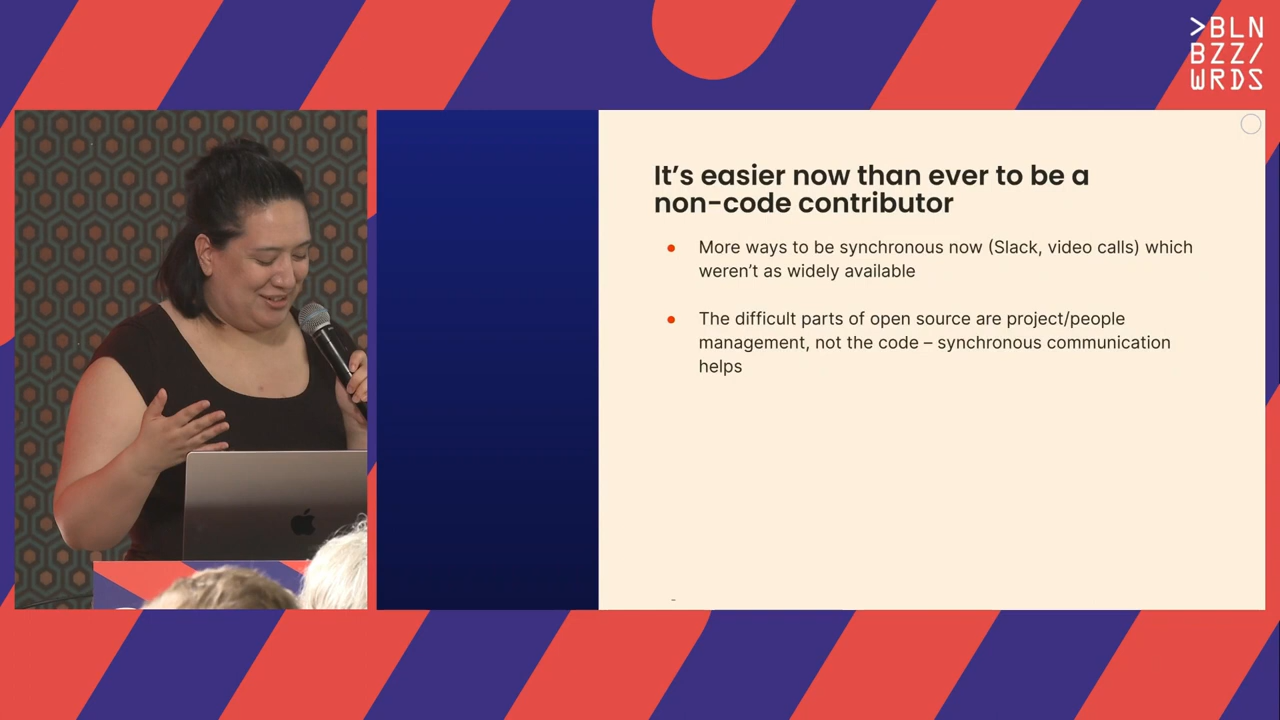 >BLN
BZZ/
WRDS
It's easier now than ever to be a
non-code contributor
More ways to be synchronous now (Slack, video calls) which
weren't as widely available
The difficult parts of open source are project/people
management, not the code – synchronous communication
helps